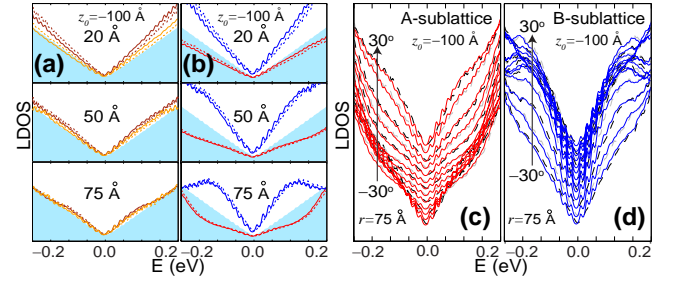 z₀=−100 Å
20 Å
(a)
z₀=−100 Å
20 Å
(b)
50 Å
50 Å
75 Å
75 Å
LDOS
−0.2 0.0 0.2
−0.2 0.0 0.2
E (eV)
A-sublattice
30°
z₀=−100 Å
−30°
r=75 Å
(c)
B-sublattice
30°
z₀=−100 Å
−30°
r=75 Å
(d)
LDOS
−0.2 0.0 0.2
−0.2 0.0 0.2
E (eV)